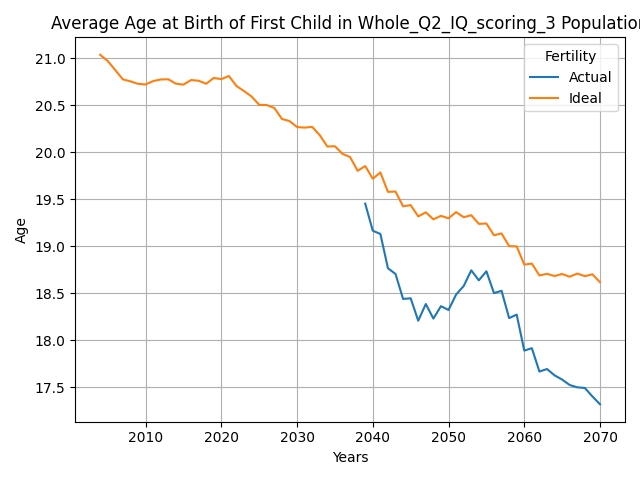 Average Age at Birth of First Child in Whole_Q2_IQ_scoring_3 Population
Fertility
Actual
Ideal
21.0
20.5
20.0
19.5
19.0
18.5
18.0
17.5
Age
2010 2020 2030 2040 2050 2060 2070
Years